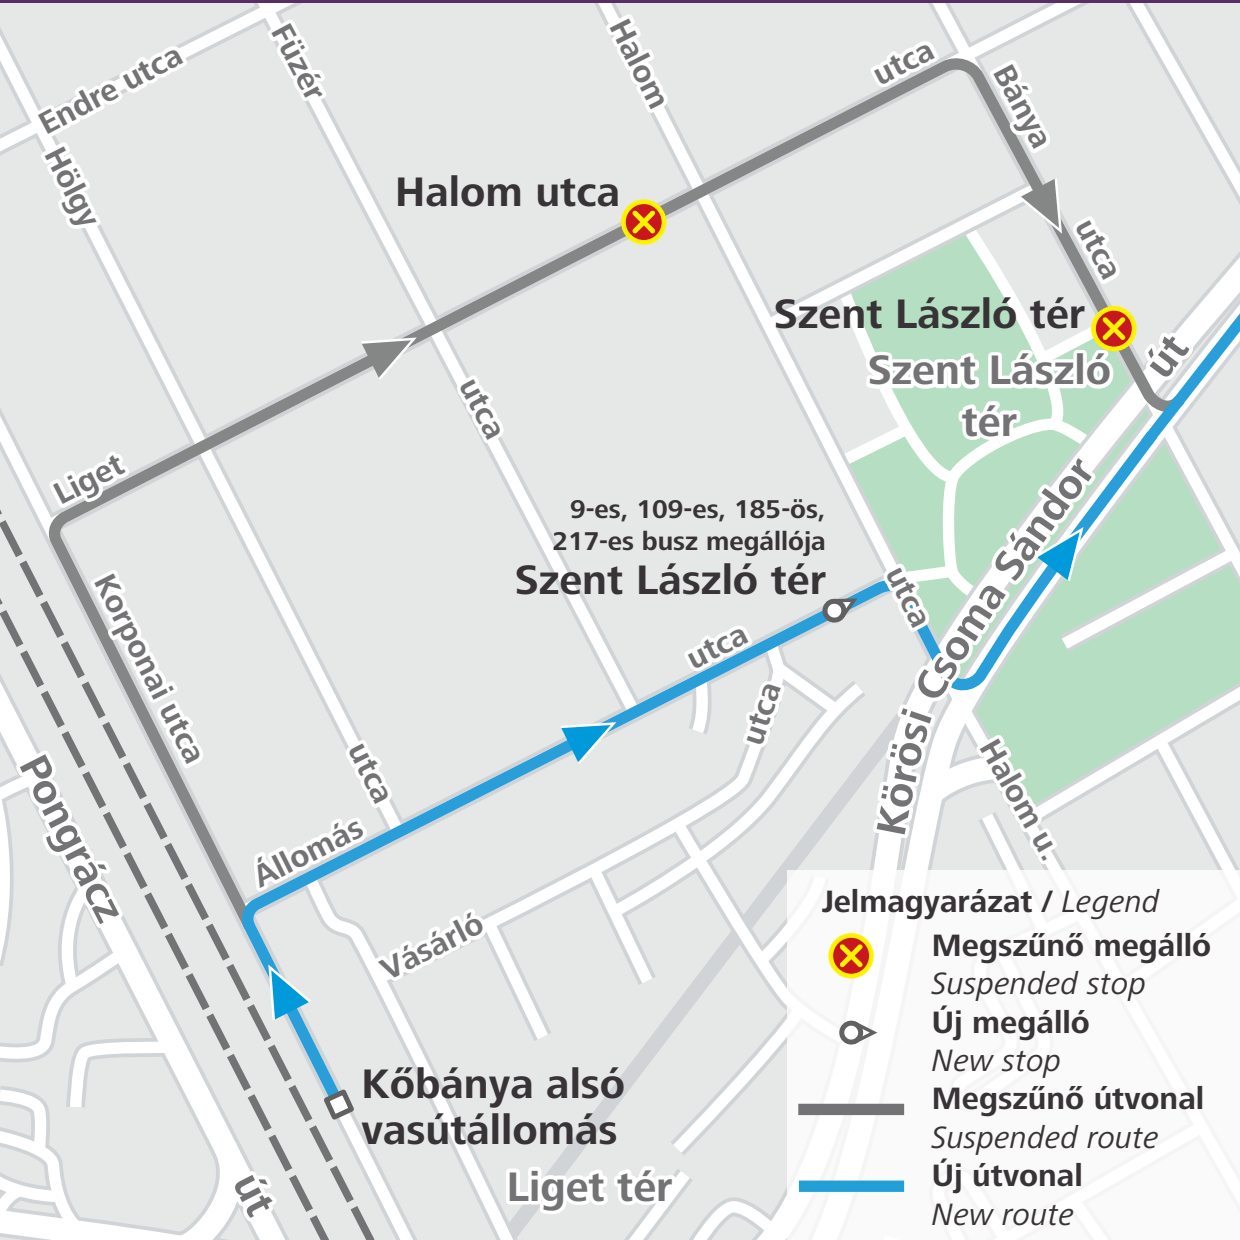 Endre utca
Füzér
Halom
utca
Bánya
Hölgy
Halom utca
utca
Szent László tér
Szent László
tér
út
utca
Liget
9-es, 109-es, 185-ös,
217-es busz megállója
Szent László tér
Körösi Csoma Sándor
utca
Korponai utca
utca
utca
utca
Pongrácz
Halom u.
Állomás
Vásárló
Kőbánya alsó
vasútállomás
Liget tér
út
Jelmagyarázat / Legend
Megszűnő megálló
Suspended stop
Új megálló
New stop
Megszűnő útvonal
Suspended route
Új útvonal
New route